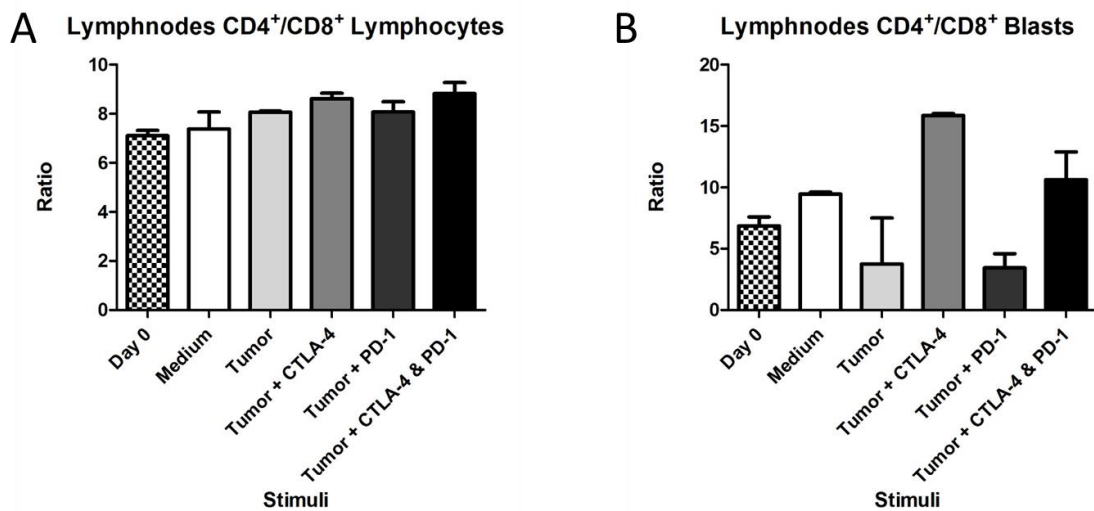 A
Lymphnodes CD4⁺/CD8⁺ Lymphocytes
10
8
6
4
2
0
Ratio
Day 0
Medium
Tumor
Tumor + CTLA-4
Tumor + PD-1
Tumor + CTLA-4 & PD-1
Stimuli
B
Lymphnodes CD4⁺/CD8⁺ Blasts
20
15
10
5
0
Ratio
Day 0
Medium
Tumor
Tumor + CTLA-4
Tumor + PD-1
Tumor + CTLA-4 & PD-1
Stimuli